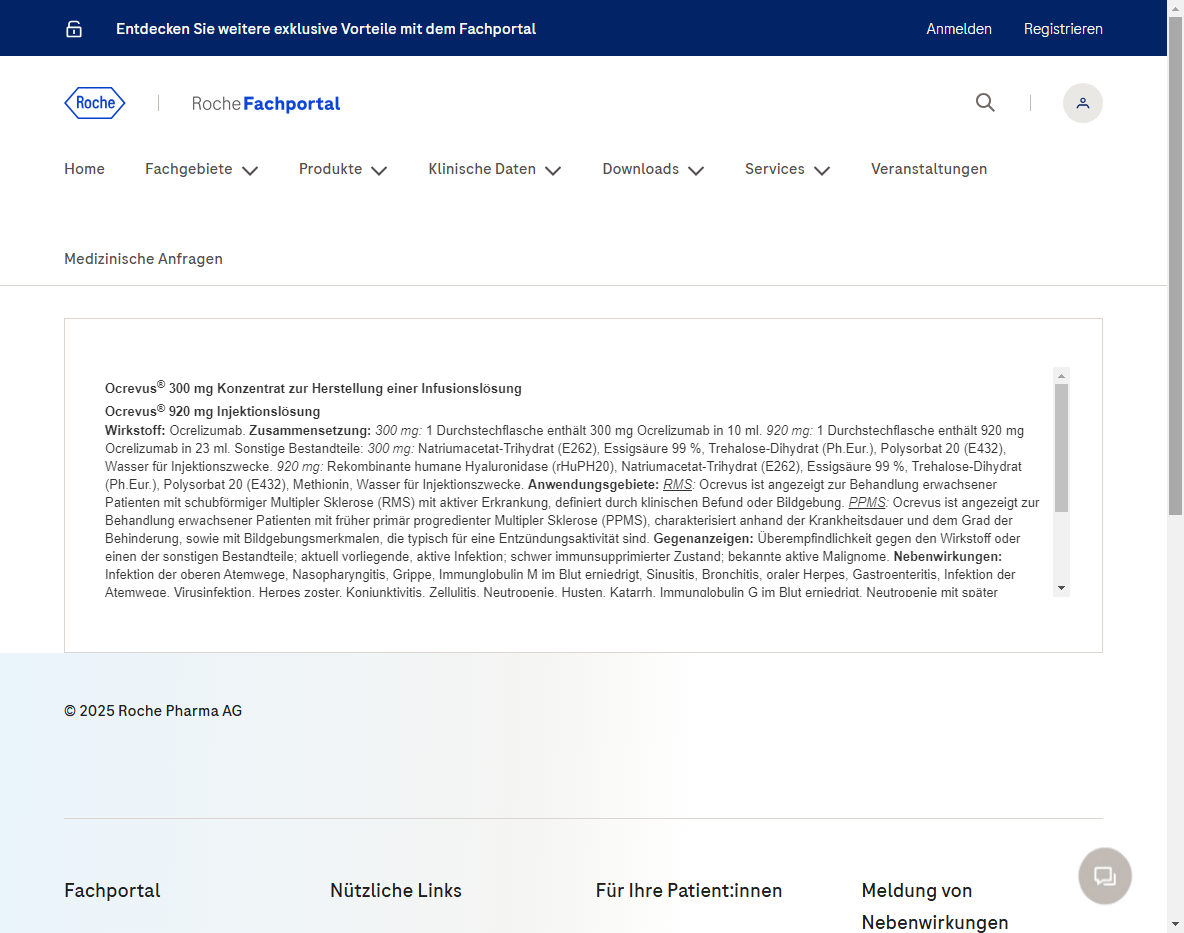 Entdecken Sie weitere exklusive Vorteile mit dem Fachportal
Anmelden
Registrieren
Roche
Roche Fachportal
Home
Fachgebiete
Produkte
Klinische Daten
Downloads
Services
Veranstaltungen
Medizinische Anfragen
Ocrevus® 300 mg Konzentrat zur Herstellung einer Infusionslösung
Ocrevus® 920 mg Injektionslösung
Wirkstoff: Ocrelizumab. Zusammensetzung: 300 mg: 1 Durchstechflasche enthält 300 mg Ocrelizumab in 10 ml. 920 mg: 1 Durchstechflasche enthält 920 mg
Ocrelizumab in 23 ml. Sonstige Bestandteile: 300 mg: Natriumacetat-Trihydrat (E262), Essigsäure 99 %, Trehalose-Dihydrat (Ph.Eur.), Polysorbat 20 (E432),
Wasser für Injektionszwecke. 920 mg: Rekombinante humane Hyaluronidase (rHuPH20), Natriumacetat-Trihydrat (E262), Essigsäure 99 %, Trehalose-Dihydrat
(Ph.Eur.), Polysorbat 20 (E432), Methionin, Wasser für Injektionszwecke. Anwendungsgebiete: RMS: Ocrevus ist angezeigt zur Behandlung erwachsener
Patienten mit schubförmiger Multipler Sklerose (RMS) mit aktiver Erkrankung, definiert durch klinischen Befund oder Bildgebung. PPMS: Ocrevus ist angezeigt zur
Behandlung erwachsener Patienten mit früher primär progredienter Multipler Sklerose (PPMS), charakterisiert anhand der Krankheitsdauer und dem Grad der
Behinderung, sowie mit Bildgebungsmerkmalen, die typisch für eine Entzündungsaktivität sind. Gegenanzeigen: Überempfindlichkeit gegen den Wirkstoff oder
einen der sonstigen Bestandteile; aktuell vorliegende, aktive Infektion; schwer immunsupprimierter Zustand; bekannte aktive Malignome. Nebenwirkungen:
Infektion der oberen Atemwege, Nasopharyngitis, Grippe, Immunglobulin M im Blut erniedrigt, Sinusitis, Bronchitis, oraler Herpes, Gastroenteritis, Infektion der
Atemwege, Virusinfektion, Herpes zoster, Konjunktivitis, Zellulitis, Neutropenie, Husten, Katarrh, Immunglobulin G im Blut erniedrigt, Neutropenie mit später
© 2025 Roche Pharma AG
Fachportal
Nützliche Links
Für Ihre Patient:innen
Meldung von
Nebenwirkungen